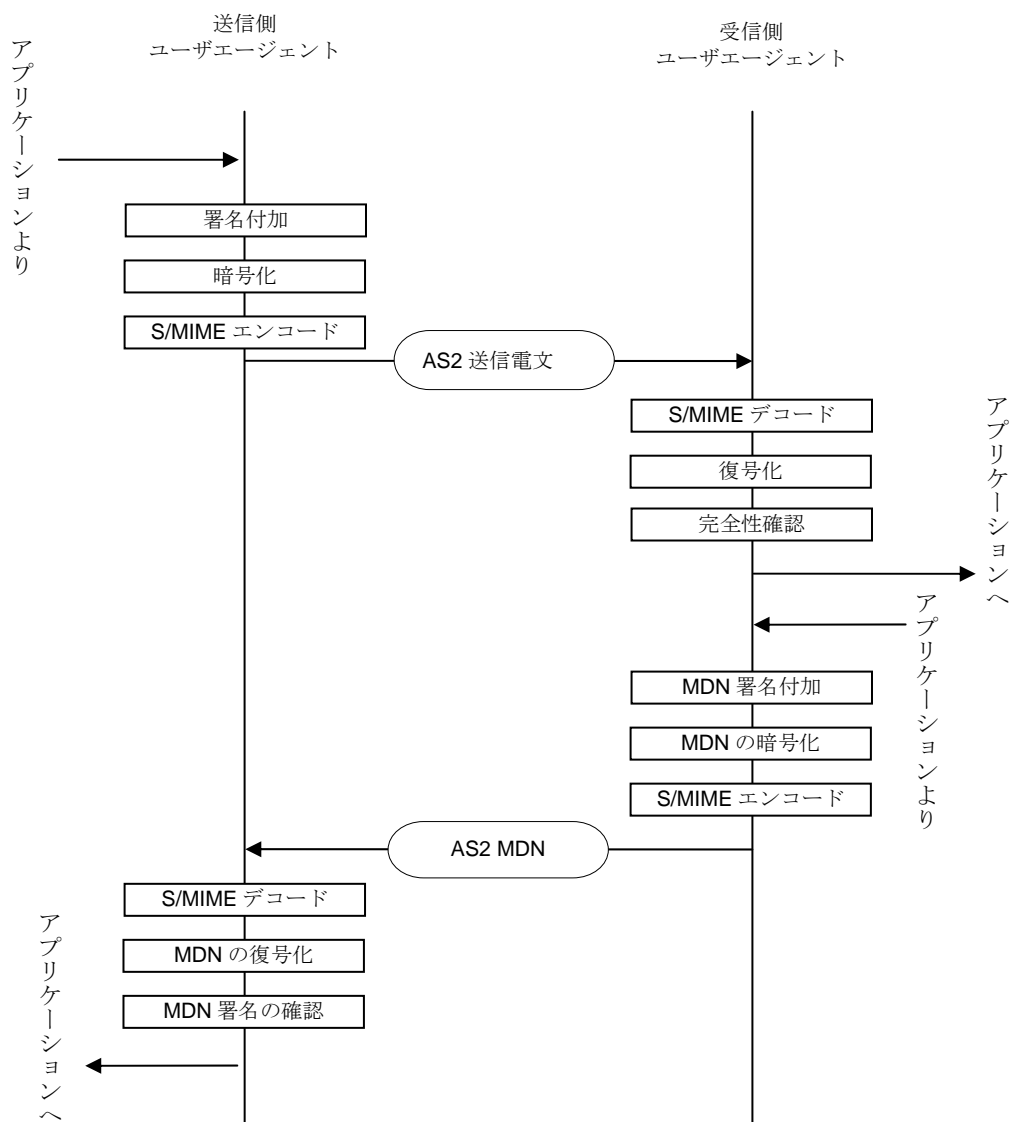 送信側
ユーザエージェント
受信側
ユーザエージェント
アプリケーションより
署名付加
暗号化
S/MIME エンコード
AS2 送信電文
S/MIME デコード
復号化
完全性確認
アプリケーションへ
アプリケーションより
MDN 署名付加
MDN の暗号化
S/MIME エンコード
AS2 MDN
S/MIME デコード
MDN の復号化
MDN 署名の確認
アプリケーションへ